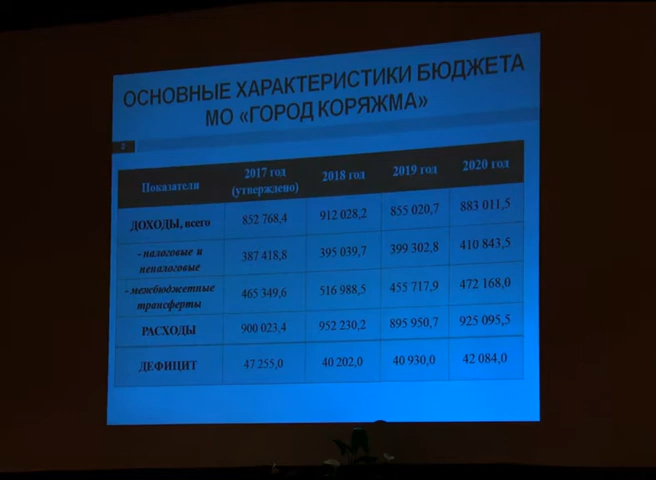 ОСНОВНЫЕ ХАРАКТЕРИСТИКИ БЮДЖЕТА
МО «ГОРОД КОРЯЖМА»
2
Показатели 2017 год (утверждено) 2018 год 2019 год 2020 год
ДОХОДЫ, всего 852 768,4 912 028,2 855 020,7 883 011,5
- налоговые и неналоговые 387 418,8 395 039,7 399 302,8 410 843,5
- межбюджетные трансферты 465 349,6 516 988,5 455 717,9 472 168,0
РАСХОДЫ 900 023,4 952 230,2 895 950,7 925 095,5
ДЕФИЦИТ 47 255,0 40 202,0 40 930,0 42 084,0